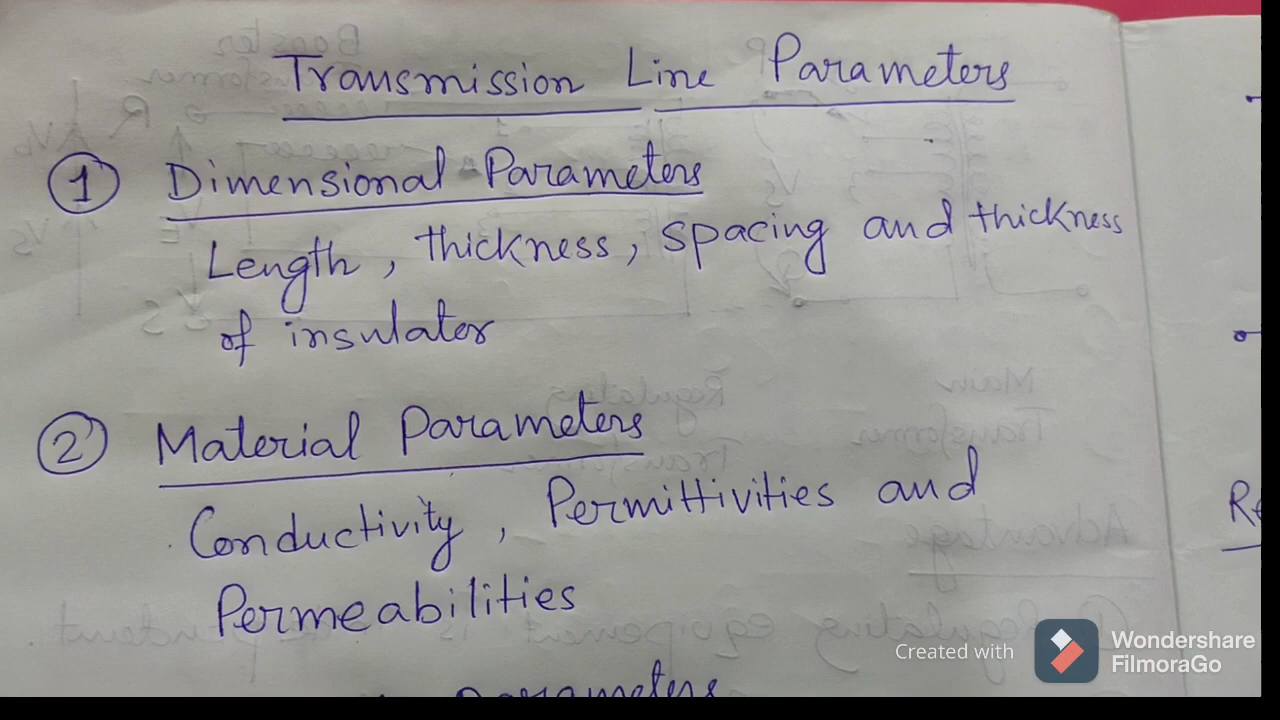 Transmission Line Parameters
① Dimensional Parameters
Length, thickness, spacing and thickness
of insulator
② Material Parameters
Conductivity, Permittivities and
Permeabilities
Parameters
Created with
Wondershare
FilmoraGo